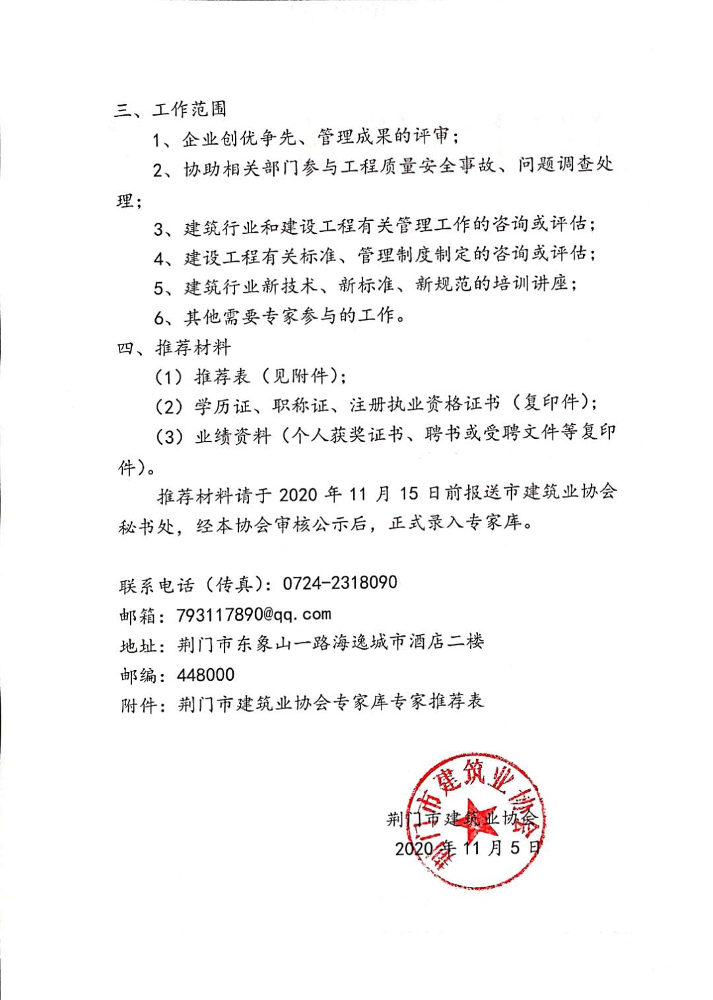 三、工作范围
1、企业创优争先、管理成果的评审；
2、协助相关部门参与工程质量安全事故、问题调查处
理；
3、建筑行业和建设工程有关管理工作的咨询或评估；
4、建设工程有关标准、管理制度制定的咨询或评估；
5、建筑行业新技术、新标准、新规范的培训讲座；
6、其他需要专家参与的工作。
四、推荐材料
（1）推荐表（见附件）；
（2）学历证、职称证、注册执业资格证书（复印件）；
（3）业绩资料（个人获奖证书、聘书或受聘文件等复印
件）。
推荐材料请于 2020 年 11 月 15 日前报送市建筑业协会
秘书处，经本协会审核公示后，正式录入专家库。
联系电话（传真）：0724-2318090
邮箱：793117890@qq.com
地址：荆门市东象山一路海逸城市酒店二楼
邮编：448000
附件：荆门市建筑业协会专家库专家推荐表
荆门市建筑业协会
荆门市建筑业协会
2020 年 11 月 5 日